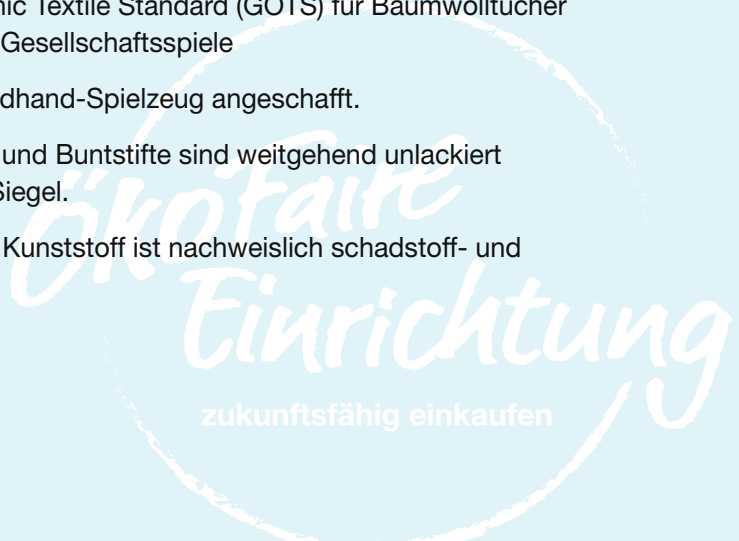 nic Textile Standard (GOTS) für Baumwolltücher
Gesellschaftsspiele
dhand-Spielzeug angeschafft.
und Buntstifte sind weitgehend unlackiert
Siegel.
Kunststoff ist nachweislich schadstoff- und
ÖkoFaire
Einrichtung
zukunftsfähig einkaufen